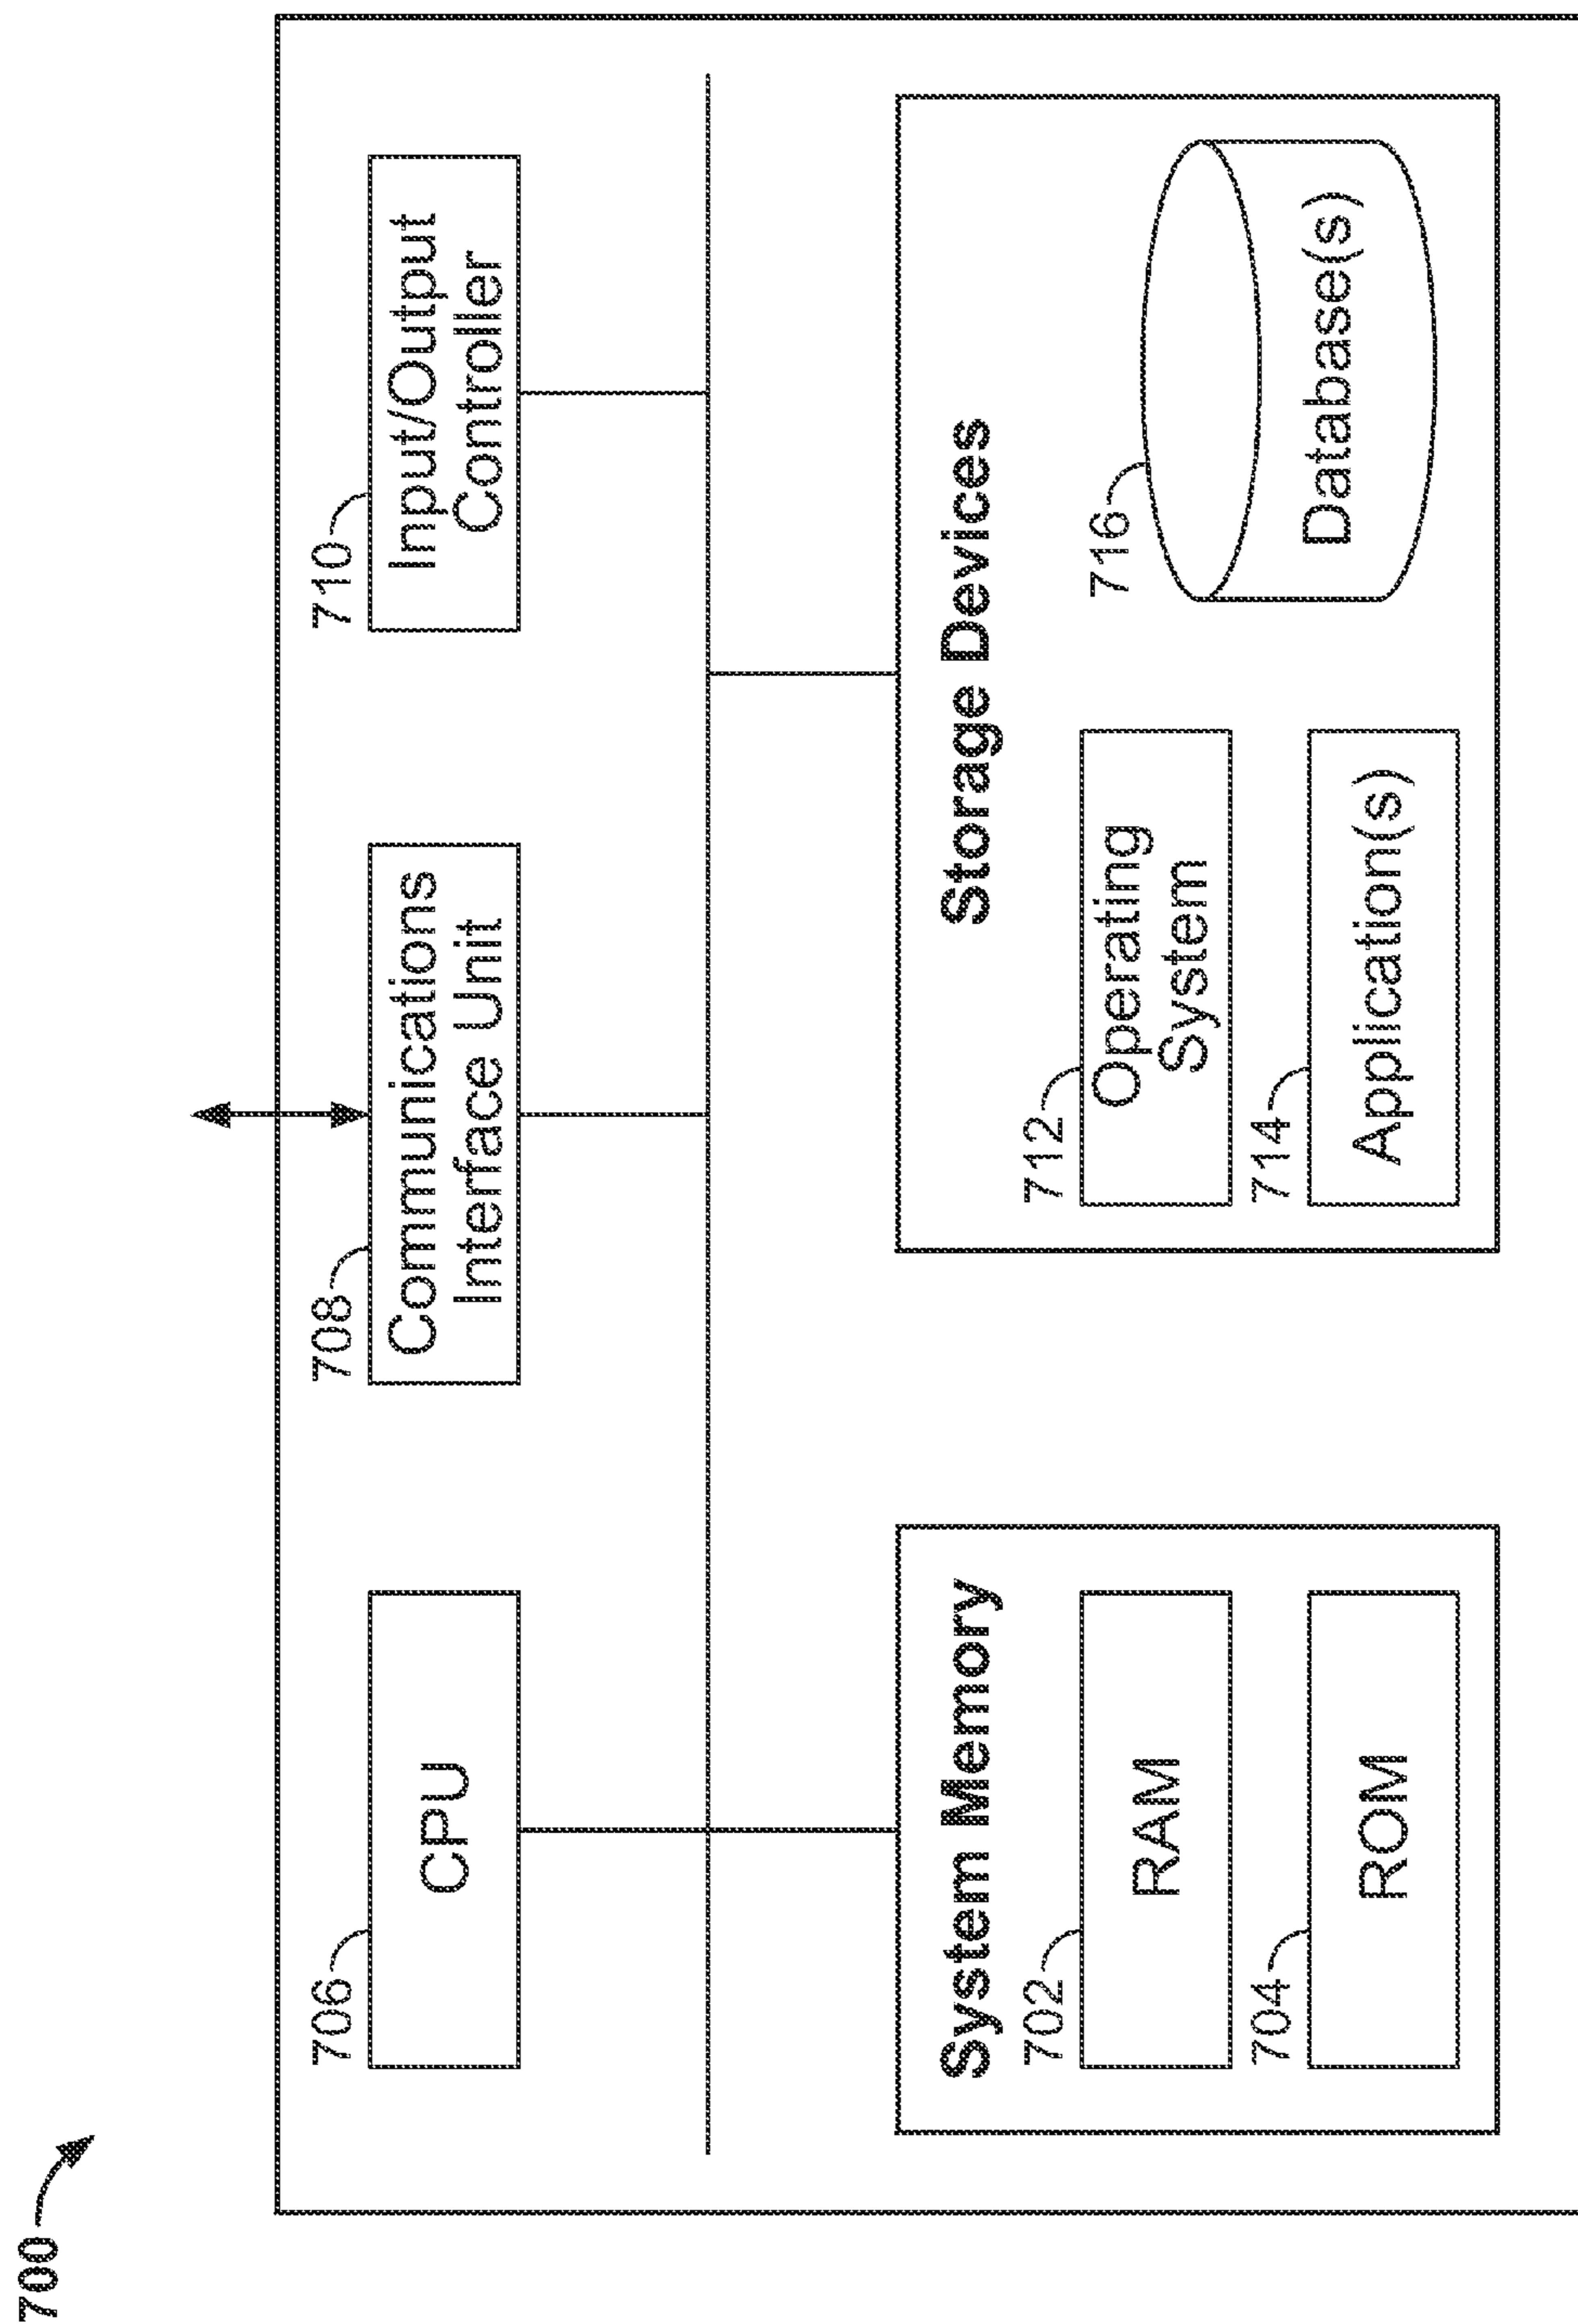 700
706
CPU
708
Communications
Interface Unit
710
Input/Output
Controller
System Memory
702
RAM
704
ROM
Storage Devices
712
Operating
System
714
Application(s)
716
Database(s)